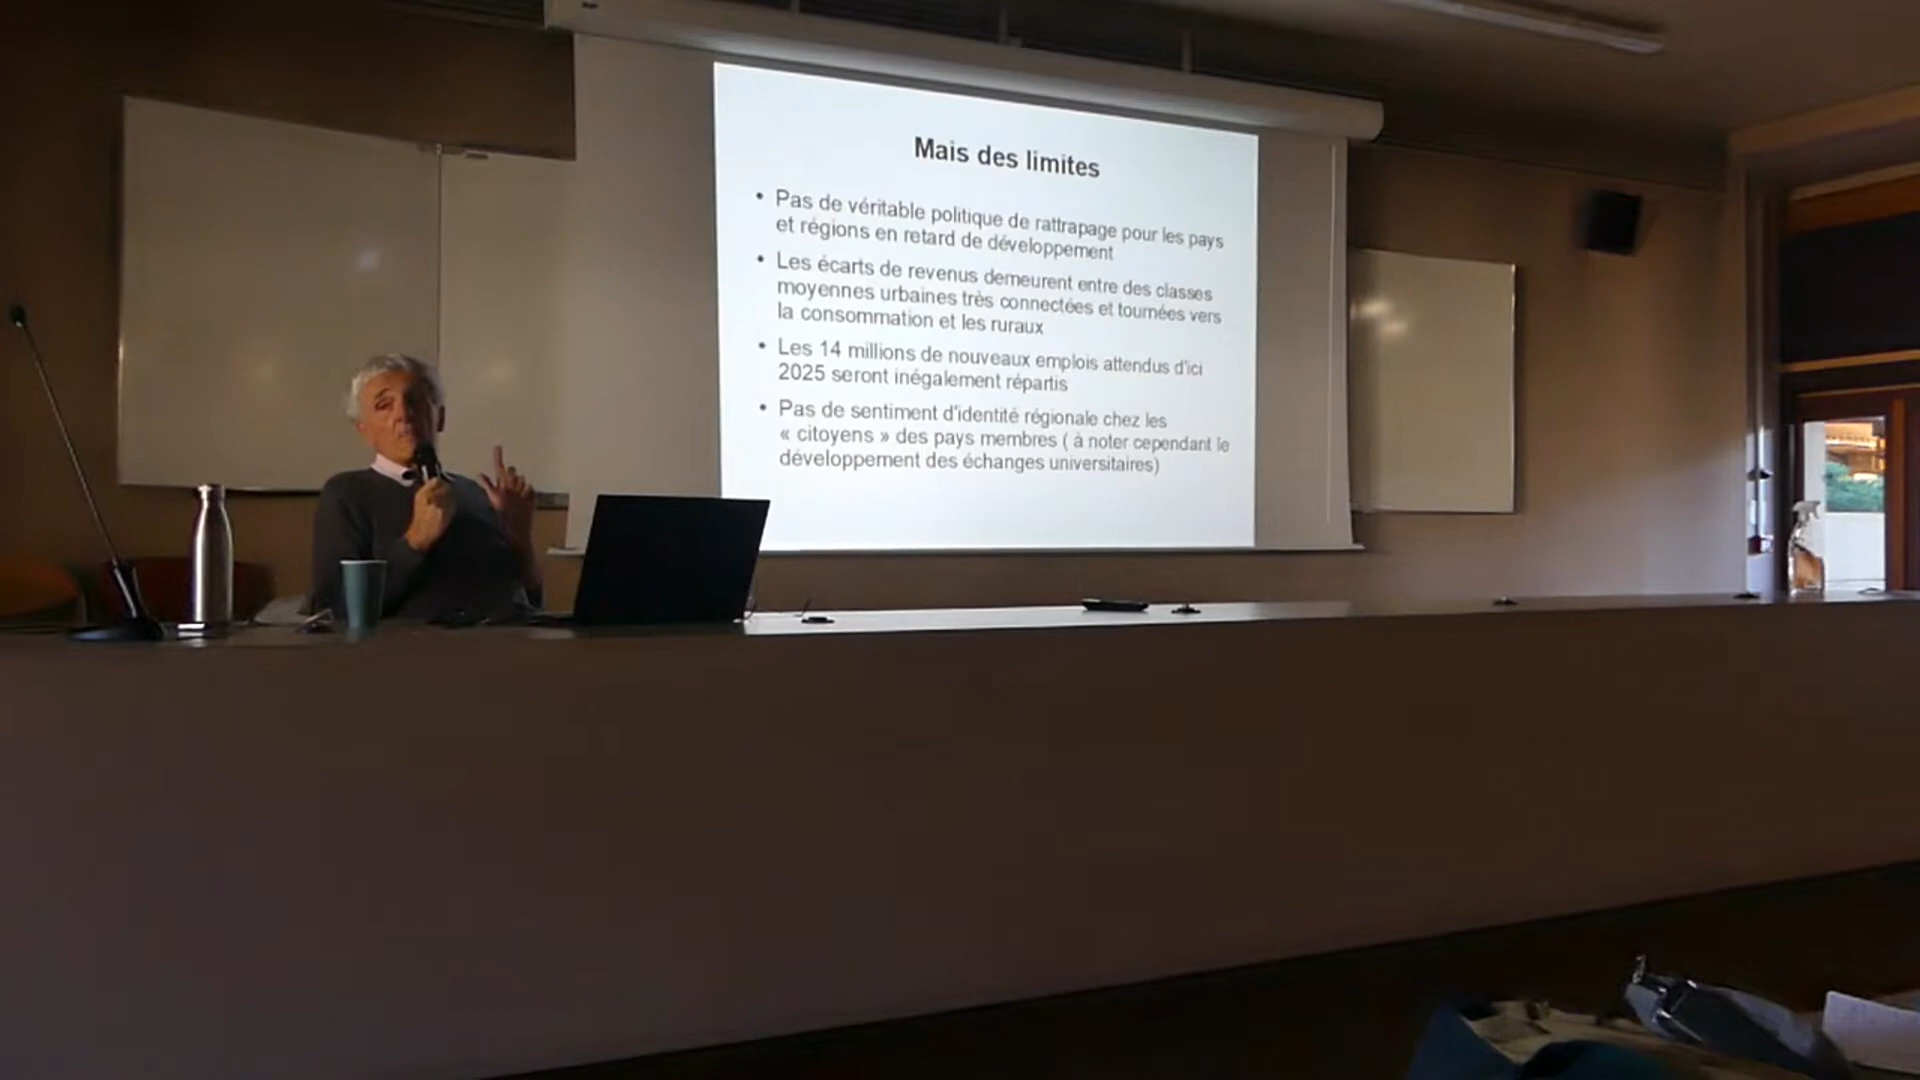 Mais des limites
• Pas de véritable politique de rattrapage pour les pays
et régions en retard de développement
• Les écarts de revenus demeurent entre des classes
moyennes urbaines très connectées et tournées vers
la consommation et les ruraux
• Les 14 millions de nouveaux emplois attendus d'ici
2025 seront inégalement répartis
• Pas de sentiment d'identité régionale chez les
« citoyens » des pays membres ( à noter cependant le
développement des échanges universitaires)